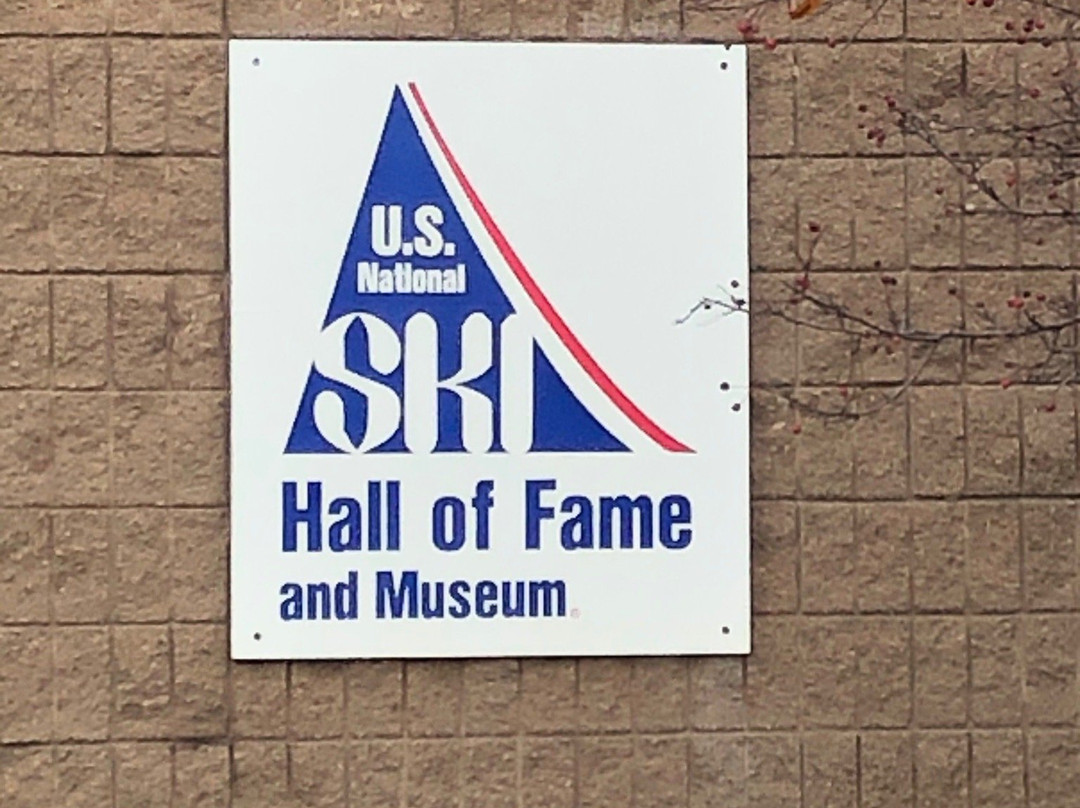 U.S.
National
SKI
Hall of Fame
and Museum